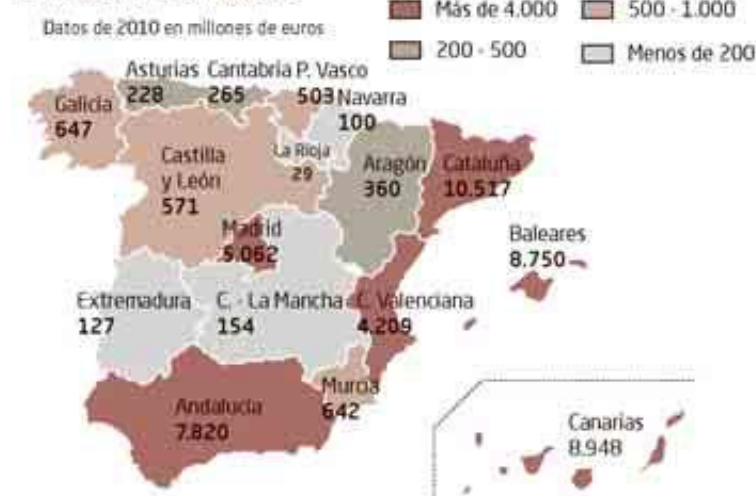 Datos de 2010 en millones de euros
Más de 4.000
500 - 1.000
200 - 500
Menos de 200
Asturias
228
Cantabria
265
P. Vasco
503
Navarra
100
Galicia
647
Castilla
y León
571
La Rioja
29
Aragón
360
Cataluña
10.517
Madrid
5.062
Baleares
8.750
Extremadura
127
C. - La Mancha
154
C. Valenciana
4.209
Murcia
642
Andalucía
7.820
Canarias
8.948